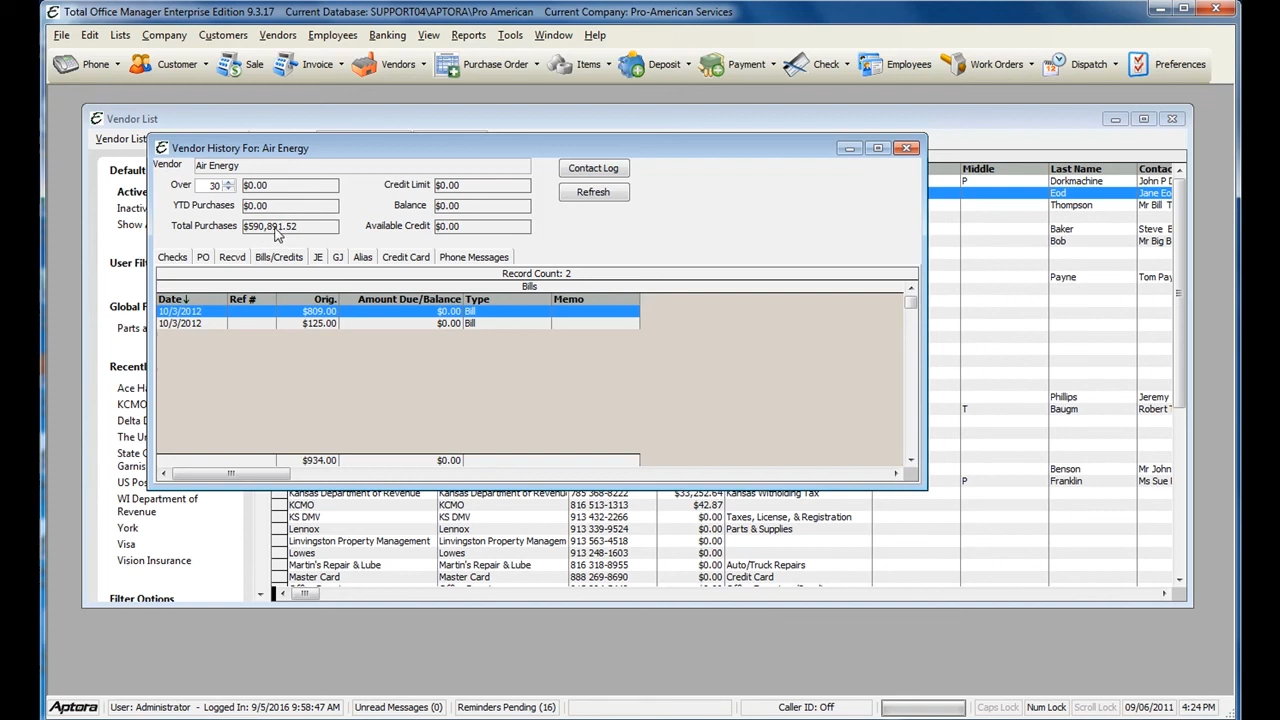 Total Office Manager Enterprise Edition 9.3.17    Current Database: SUPPORT04\APTORA\Pro American    Current Company: Pro-American Services
File Edit Lists Company Customers Vendors Employees Banking View Reports Tools Window Help
Phone Customer Sale Invoice Vendors Purchase Order Items Deposit Payment Check Employees Work Orders Dispatch Preferences
Vendor List
Vendor List
Vendor History For: Air Energy
Vendor Air Energy Contact Log
Over 30 $0.00 Credit Limit $0.00 Refresh
YTD Purchases $0.00 Balance $0.00
Total Purchases $590,891.52 Available Credit $0.00
Checks PO Recvd Bills/Credits JE GJ Alias Credit Card Phone Messages
Record Count: 2
Bills
Date Ref # Orig. Amount Due/Balance Type Memo
10/3/2012 $809.00 $0.00 Bill
10/3/2012 $125.00 $0.00 Bill
$934.00 $0.00
Middle Last Name Contac
P Dorkmachine John P D
Eod Jane Eo
Thompson Mr Bill T
Baker Steve E
Bob Mr Big B
Payne Tom Pay
Phillips Jeremy
T Baugm Robert T
Benson Mr John
P Franklin Ms Sue
Active
Inactiv
Show A
User Filt
Global F
Parts a
Recentl
Ace Ha
KCMO
Delta D
The Un
State C
Garnis
US Pos
WI Department of
Revenue
York
Visa
Vision Insurance
Filter Options
Kansas Department of Revenue Kansas Department of Revenue 785 368-8222 $33,252.64 Kansas Witholding Tax
KCMO KCMO 816 513-1313 $42.87
KS DMV KS DMV 913 432-2266 $0.00 Taxes, License, & Registration
Lennox Lennox 913 339-9524 $0.00 Parts & Supplies
Linvingston Property Management Linvingston Property Managem 913 563-4518 $0.00
Lowes Lowes 913 248-1603 $0.00
Martin's Repair & Lube Martin's Repair & Lube 816 318-8955 $0.00 Auto/Truck Repairs
Master Card Master Card 888 269-8690 $0.00 Credit Card
Aptora User: Administrator - Logged In: 9/5/2016 9:58:47 AM Unread Messages (0) Reminders Pending (16) Caller ID: Off Caps Lock Num Lock Scroll Lock 09/06/2011 4:24 PM